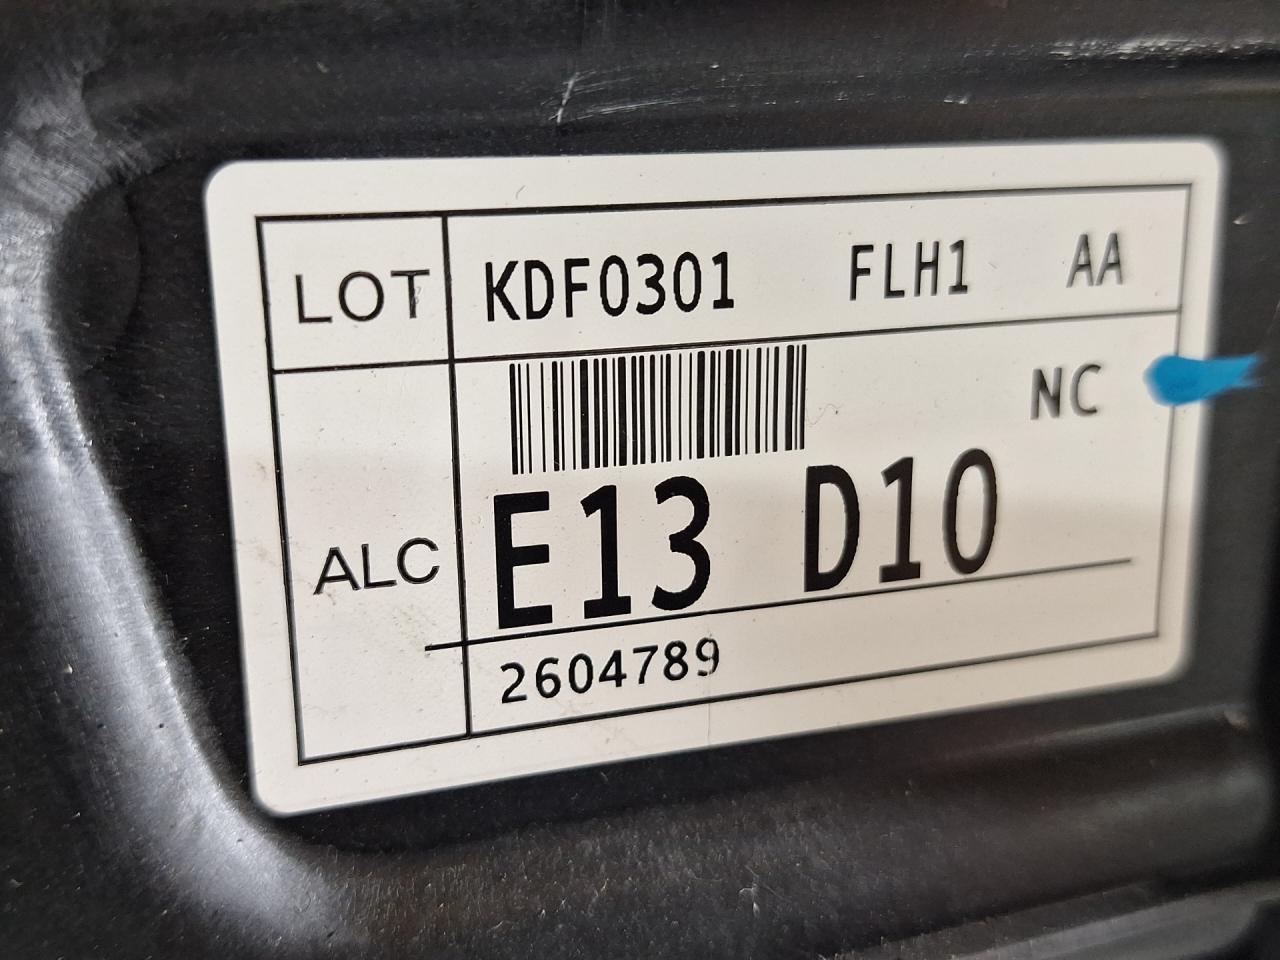 LOT KDF0301 FLH1 AA
NC
ALC E13 D10
2604789